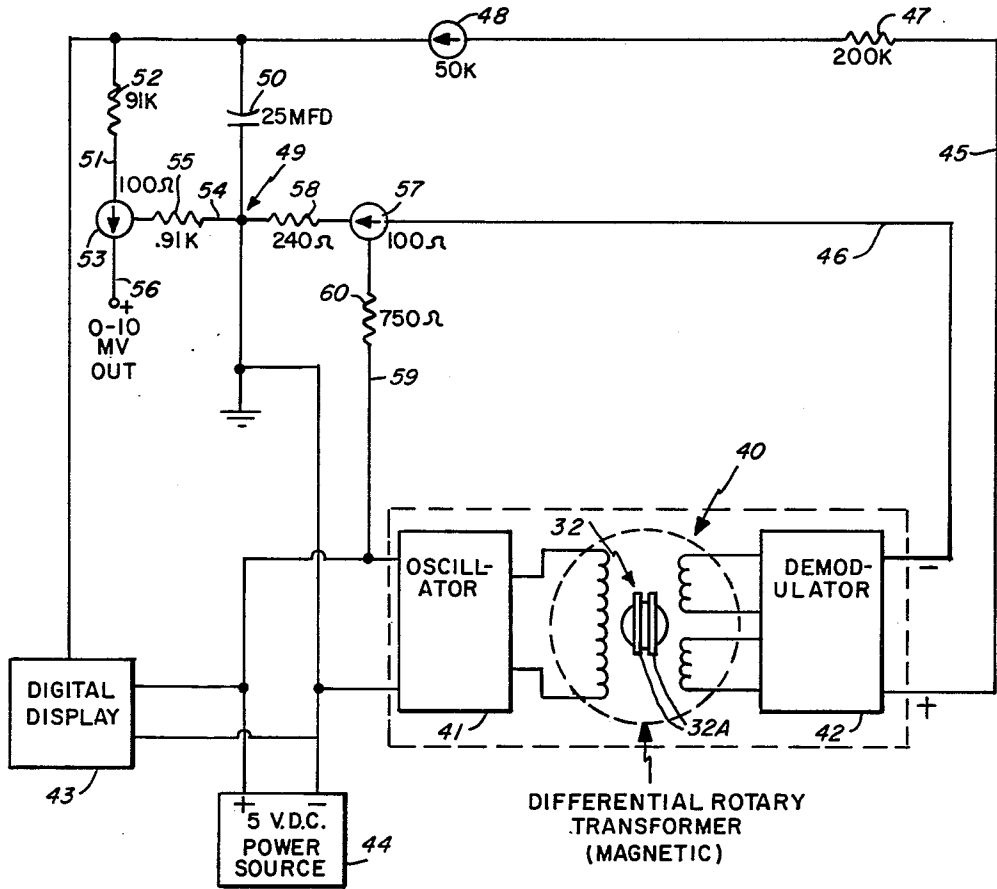 48
47
50K
200K
52
91K
50
25MFD
51
49
45
55
100Ω
54
58
57
53
.91K
240Ω
100Ω
46
56
+
0-10
MV
OUT
60
750Ω
59
40
32
OSCILL-
ATOR
DEMOD-
ULATOR
−
+
41
32A
42
DIGITAL
DISPLAY
43
+ −
5 V.D.C.
POWER
SOURCE
44
DIFFERENTIAL ROTARY
TRANSFORMER
(MAGNETIC)